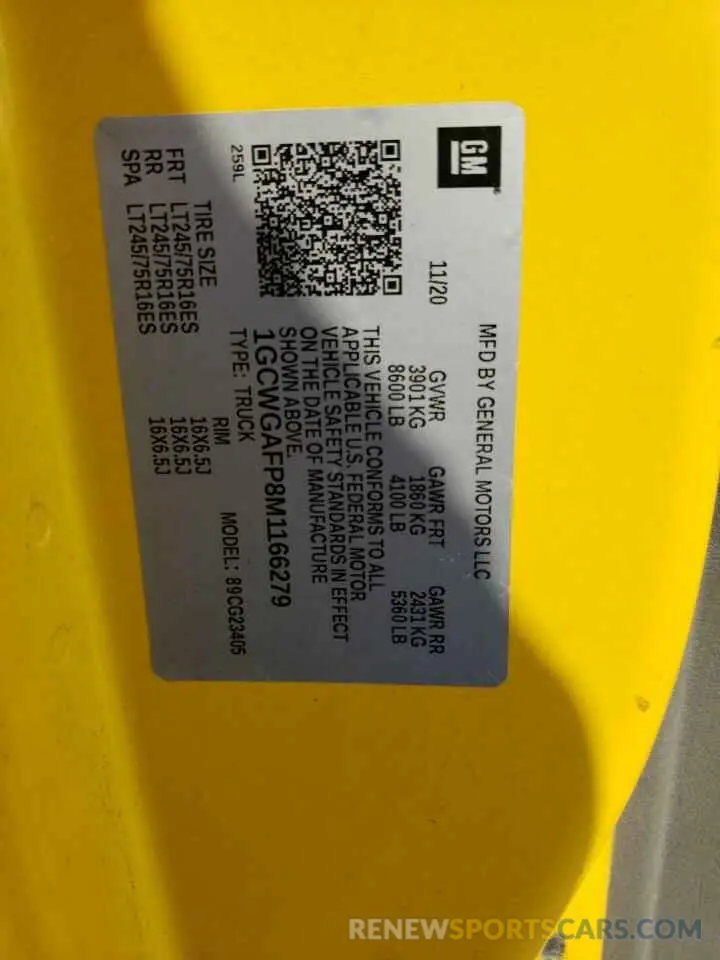 GM
MFD BY GENERAL MOTORS LLC
11/20
GVWR GAWR FRT GAWR RR
3901 KG 1860 KG 2431 KG
8600 LB 4100 LB 5360 LB
THIS VEHICLE CONFORMS TO ALL
APPLICABLE U.S. FEDERAL MOTOR
VEHICLE SAFETY STANDARDS IN EFFECT
ON THE DATE OF MANUFACTURE
SHOWN ABOVE.
1GCWGAFP8M1166279
TYPE: TRUCK MODEL: 89CG23405
259L
TIRE SIZE RIM
FRT LT245/75R16ES 16X6.5J
RR LT245/75R16ES 16X6.5J
SPA LT245/75R16ES 16X6.5J
RENEWSPORTSCARS.COM